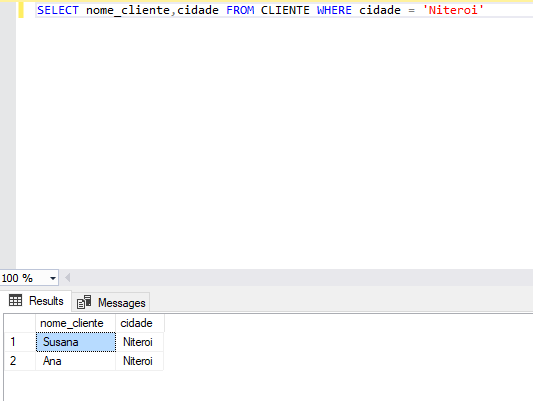 SELECT nome_cliente,cidade FROM CLIENTE WHERE cidade = 'Niteroi'
100 %
Results Messages
nome_cliente cidade
1 Susana Niteroi
2 Ana Niteroi